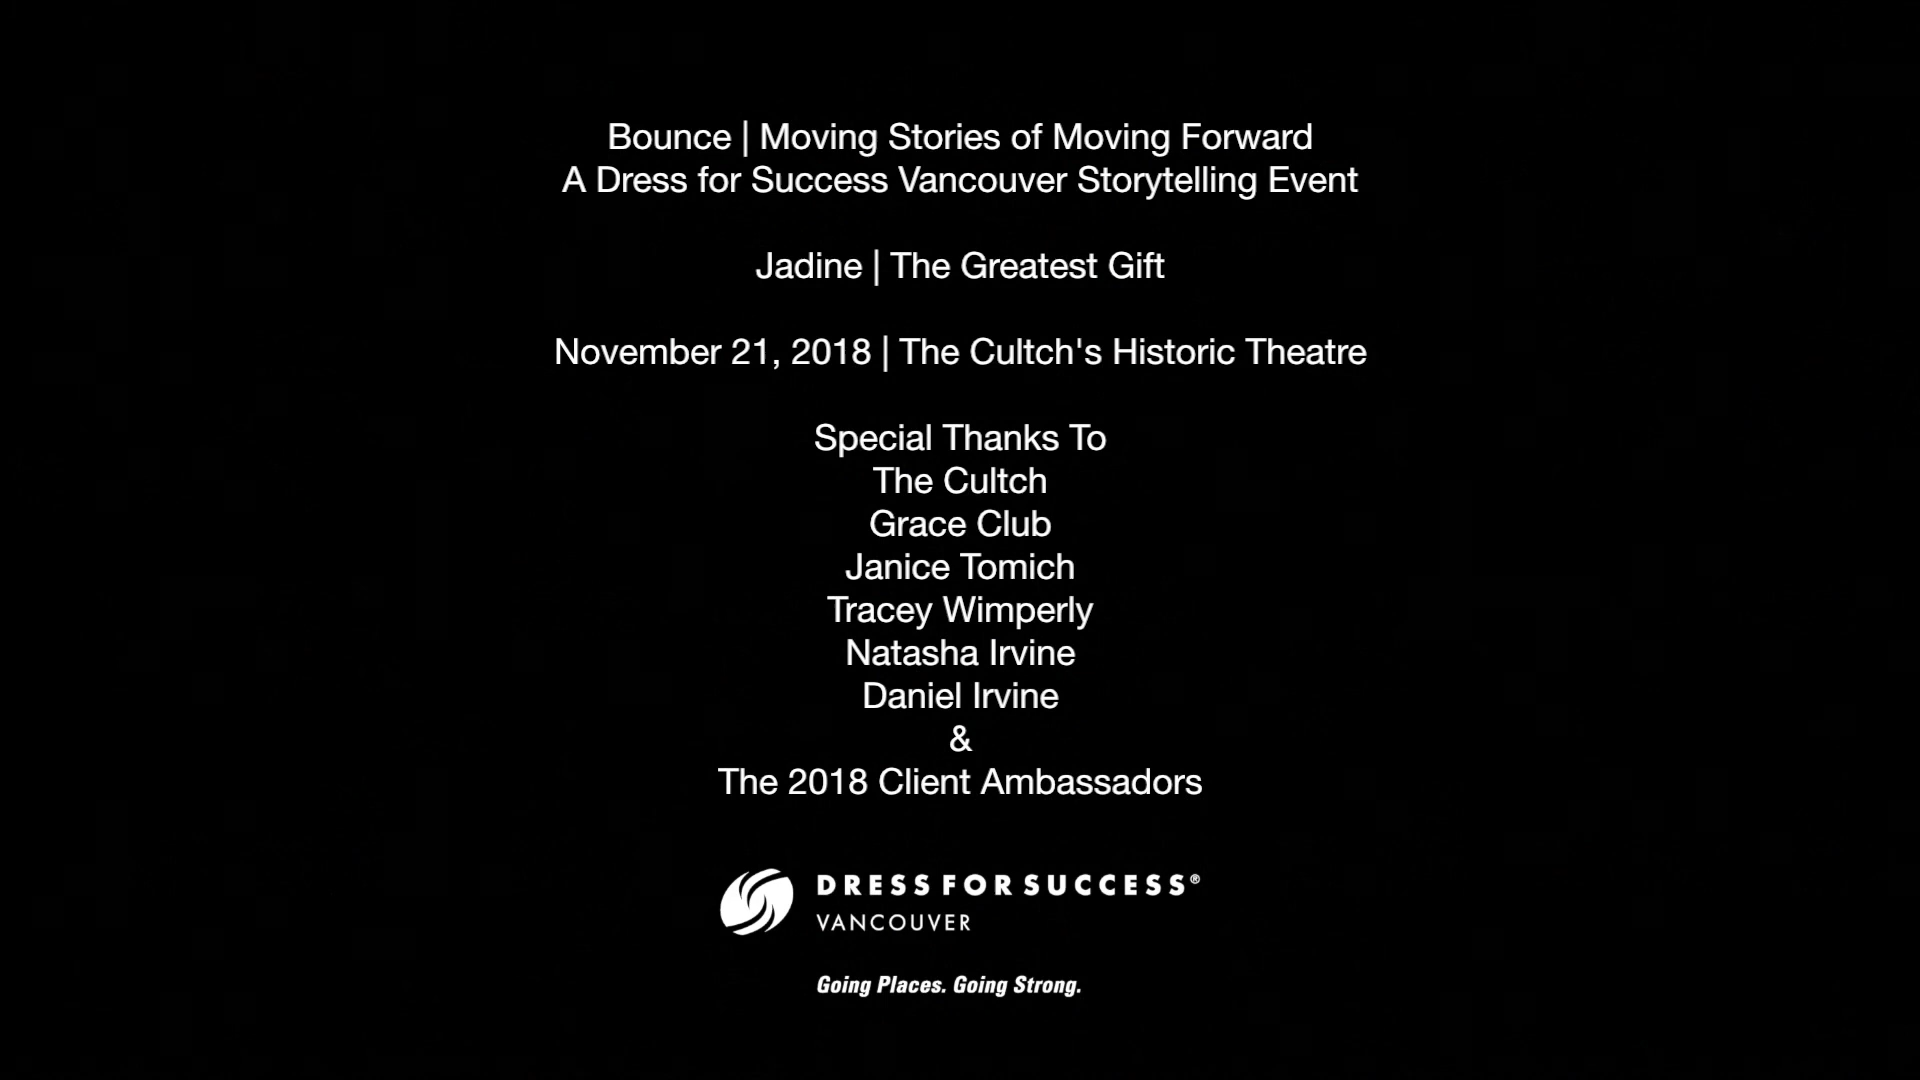 Bounce | Moving Stories of Moving Forward
A Dress for Success Vancouver Storytelling Event
Jadine | The Greatest Gift
November 21, 2018 | The Cultch's Historic Theatre
Special Thanks To
The Cultch
Grace Club
Janice Tomich
Tracey Wimperly
Natasha Irvine
Daniel Irvine
&
The 2018 Client Ambassadors
DRESS FOR SUCCESS®
VANCOUVER
Going Places. Going Strong.